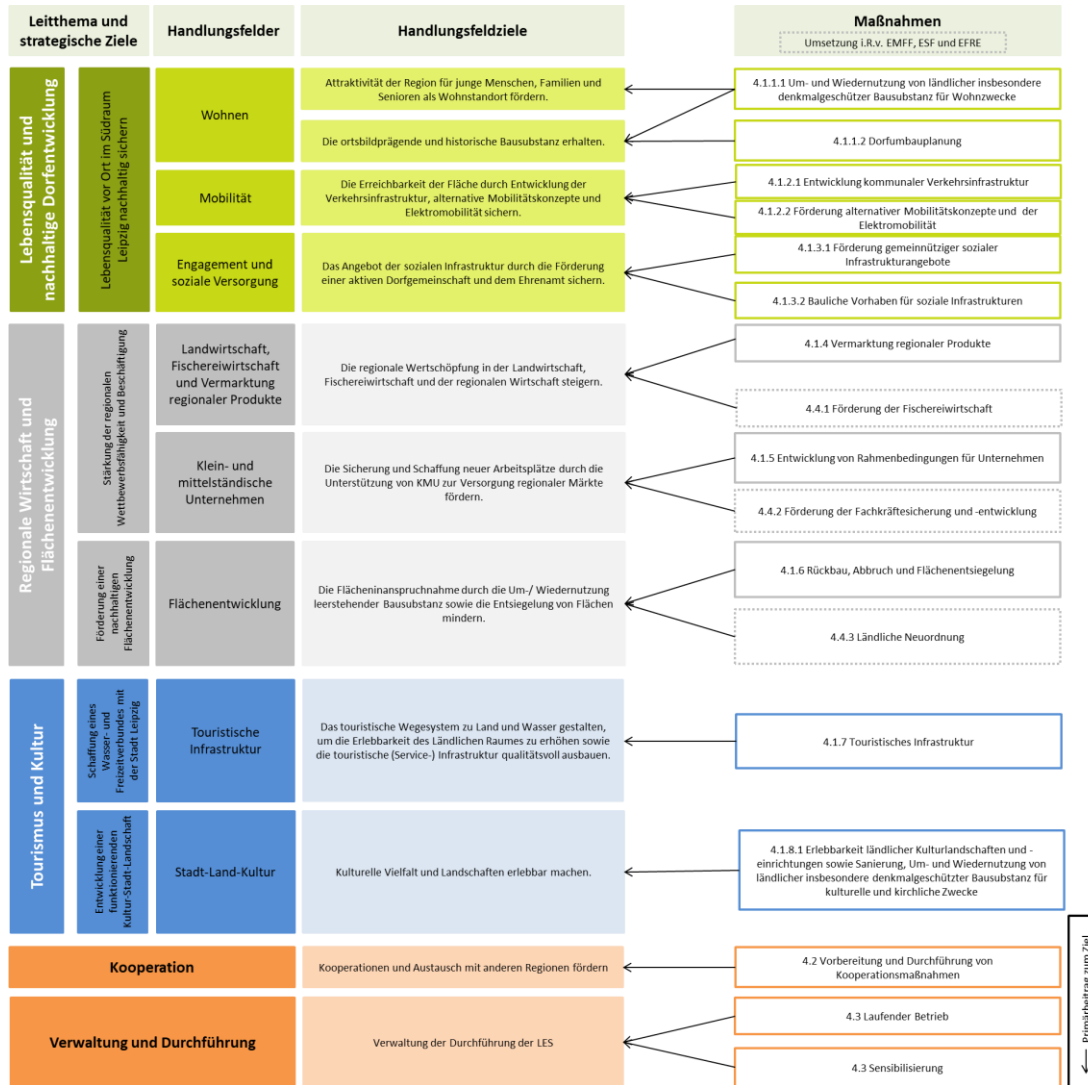 Leitthema und
strategische Ziele
Handlungsfelder
Handlungsfeldziele
Maßnahmen
Umsetzung i.R.v. EMFF, ESF und EFRE
Lebensqualität und
nachhaltige Dorfentwicklung
Lebensqualität vor Ort im Südraum
Leipzig nachhaltig sichern
Wohnen
Attraktivität der Region für junge Menschen, Familien und
Senioren als Wohnstandort fördern.
Die ortsbildprägende und historische Bausubstanz erhalten.
4.1.1.1 Um- und Wiedernutzung von ländlicher insbesondere
denkmalgeschützer Bausubstanz für Wohnzwecke
4.1.1.2 Dorfumbauplanung
Mobilität
Die Erreichbarkeit der Fläche durch Entwicklung der
Verkehrsinfrastruktur, alternative Mobilitätskonzepte und
Elektromobilität sichern.
4.1.2.1 Entwicklung kommunaler Verkehrsinfrastruktur
4.1.2.2 Förderung alternativer Mobilitätskonzepte und der
Elektromobilität
Engagement und
soziale Versorgung
Das Angebot der sozialen Infrastruktur durch die Förderung
einer aktiven Dorfgemeinschaft und dem Ehrenamt sichern.
4.1.3.1 Förderung gemeinnütziger sozialer
Infrastrukturangebote
4.1.3.2 Bauliche Vorhaben für soziale Infrastrukturen
Regionale Wirtschaft und
Flächenentwicklung
Stärkung der regionalen
Wettbewerbsfähigkeit und Beschäftigung
Landwirtschaft,
Fischereiwirtschaft
und Vermarktung
regionaler Produkte
Die regionale Wertschöpfung in der Landwirtschaft,
Fischereiwirtschaft und der regionalen Wirtschaft steigern.
4.1.4 Vermarktung regionaler Produkte
4.4.1 Förderung der Fischereiwirtschaft
Klein- und
mittelständische
Unternehmen
Die Sicherung und Schaffung neuer Arbeitsplätze durch die
Unterstützung von KMU zur Versorgung regionaler Märkte
fördern.
4.1.5 Entwicklung von Rahmenbedingungen für Unternehmen
4.4.2 Förderung der Fachkräftesicherung und -entwicklung
Förderung einer
nachhaltigen
Flächenentwicklung
Flächenentwicklung
Die Flächeninanspruchnahme durch die Um-/ Wiedernutzung
leerstehender Bausubstanz sowie die Entsiegelung von Flächen
mindern.
4.1.6 Rückbau, Abbruch und Flächenentsiegelung
4.4.3 Ländliche Neuordnung
Tourismus und Kultur
Schaffung eines
Wasser- und
Freizeitverbundes mit
der Stadt Leipzig
Touristische
Infrastruktur
Das touristische Wegesystem zu Land und Wasser gestalten,
um die Erlebbarkeit des Ländlichen Raumes zu erhöhen sowie
die touristische (Service-) Infrastruktur qualitätsvoll ausbauen.
4.1.7 Touristisches Infrastruktur
Entwicklung einer
funktionierenden
Kultur-Stadt-Landschaft
Stadt-Land-Kultur
Kulturelle Vielfalt und Landschaften erlebbar machen.
4.1.8.1 Erlebbarkeit ländlicher Kulturlandschaften und -
einrichtungen sowie Sanierung, Um- und Wiedernutzung von
ländlicher insbesondere denkmalgeschützter Bausubstanz für
kulturelle und kirchliche Zwecke
Kooperation
Kooperationen und Austausch mit anderen Regionen fördern
4.2 Vorbereitung und Durchführung von
Kooperationsmaßnahmen
Verwaltung und Durchführung
Verwaltung der Durchführung der LES
4.3 Laufender Betrieb
4.3 Sensibilisierung
Primärbeitrag zum Ziel